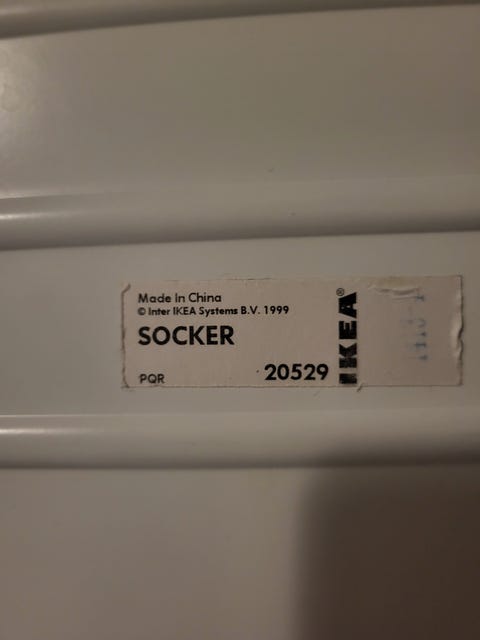 Made In China
© Inter IKEA Systems B.V. 1999
SOCKER
PQR
20529
IKEA®